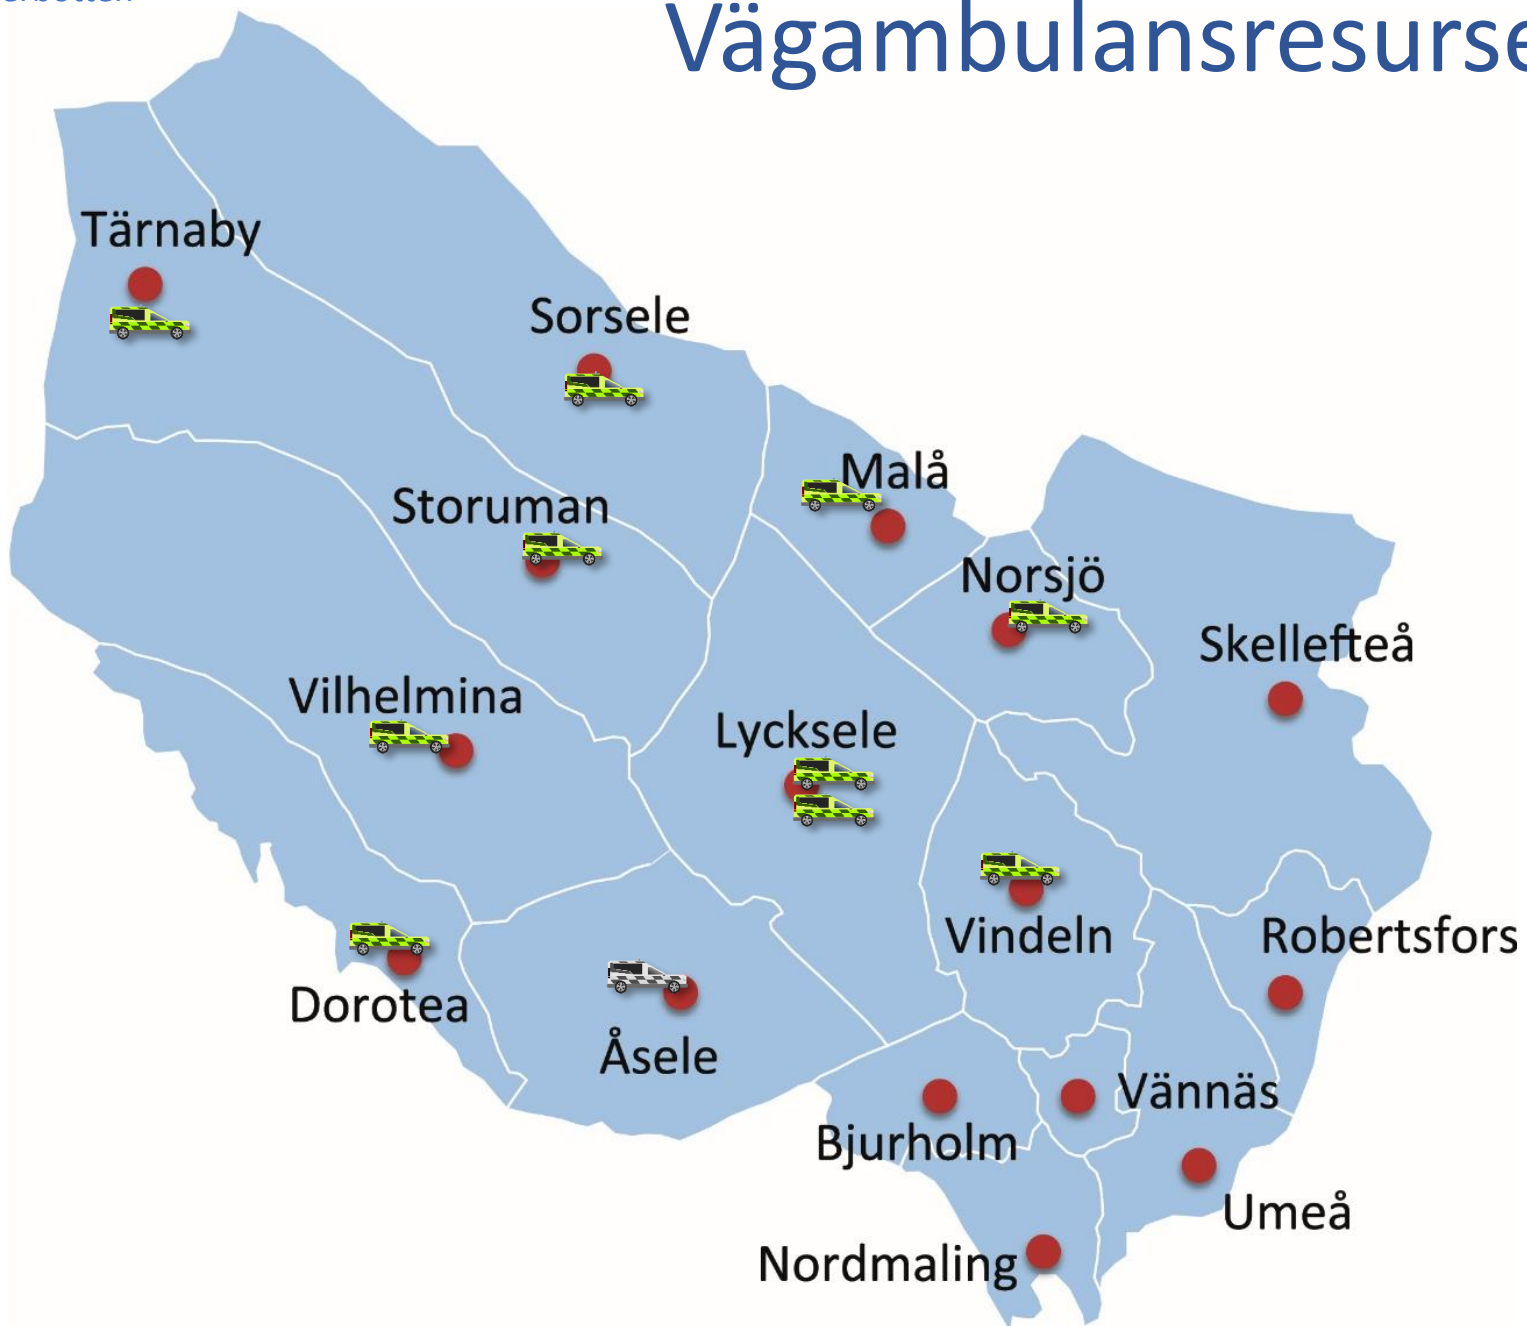 Vägambulansresurse
Tärnaby
Sorsele
Malå
Storuman
Norsjö
Skellefteå
Vilhelmina
Lycksele
Vindeln
Robertsfors
Dorotea
Åsele
Vännäs
Bjurholm
Umeå
Nordmaling